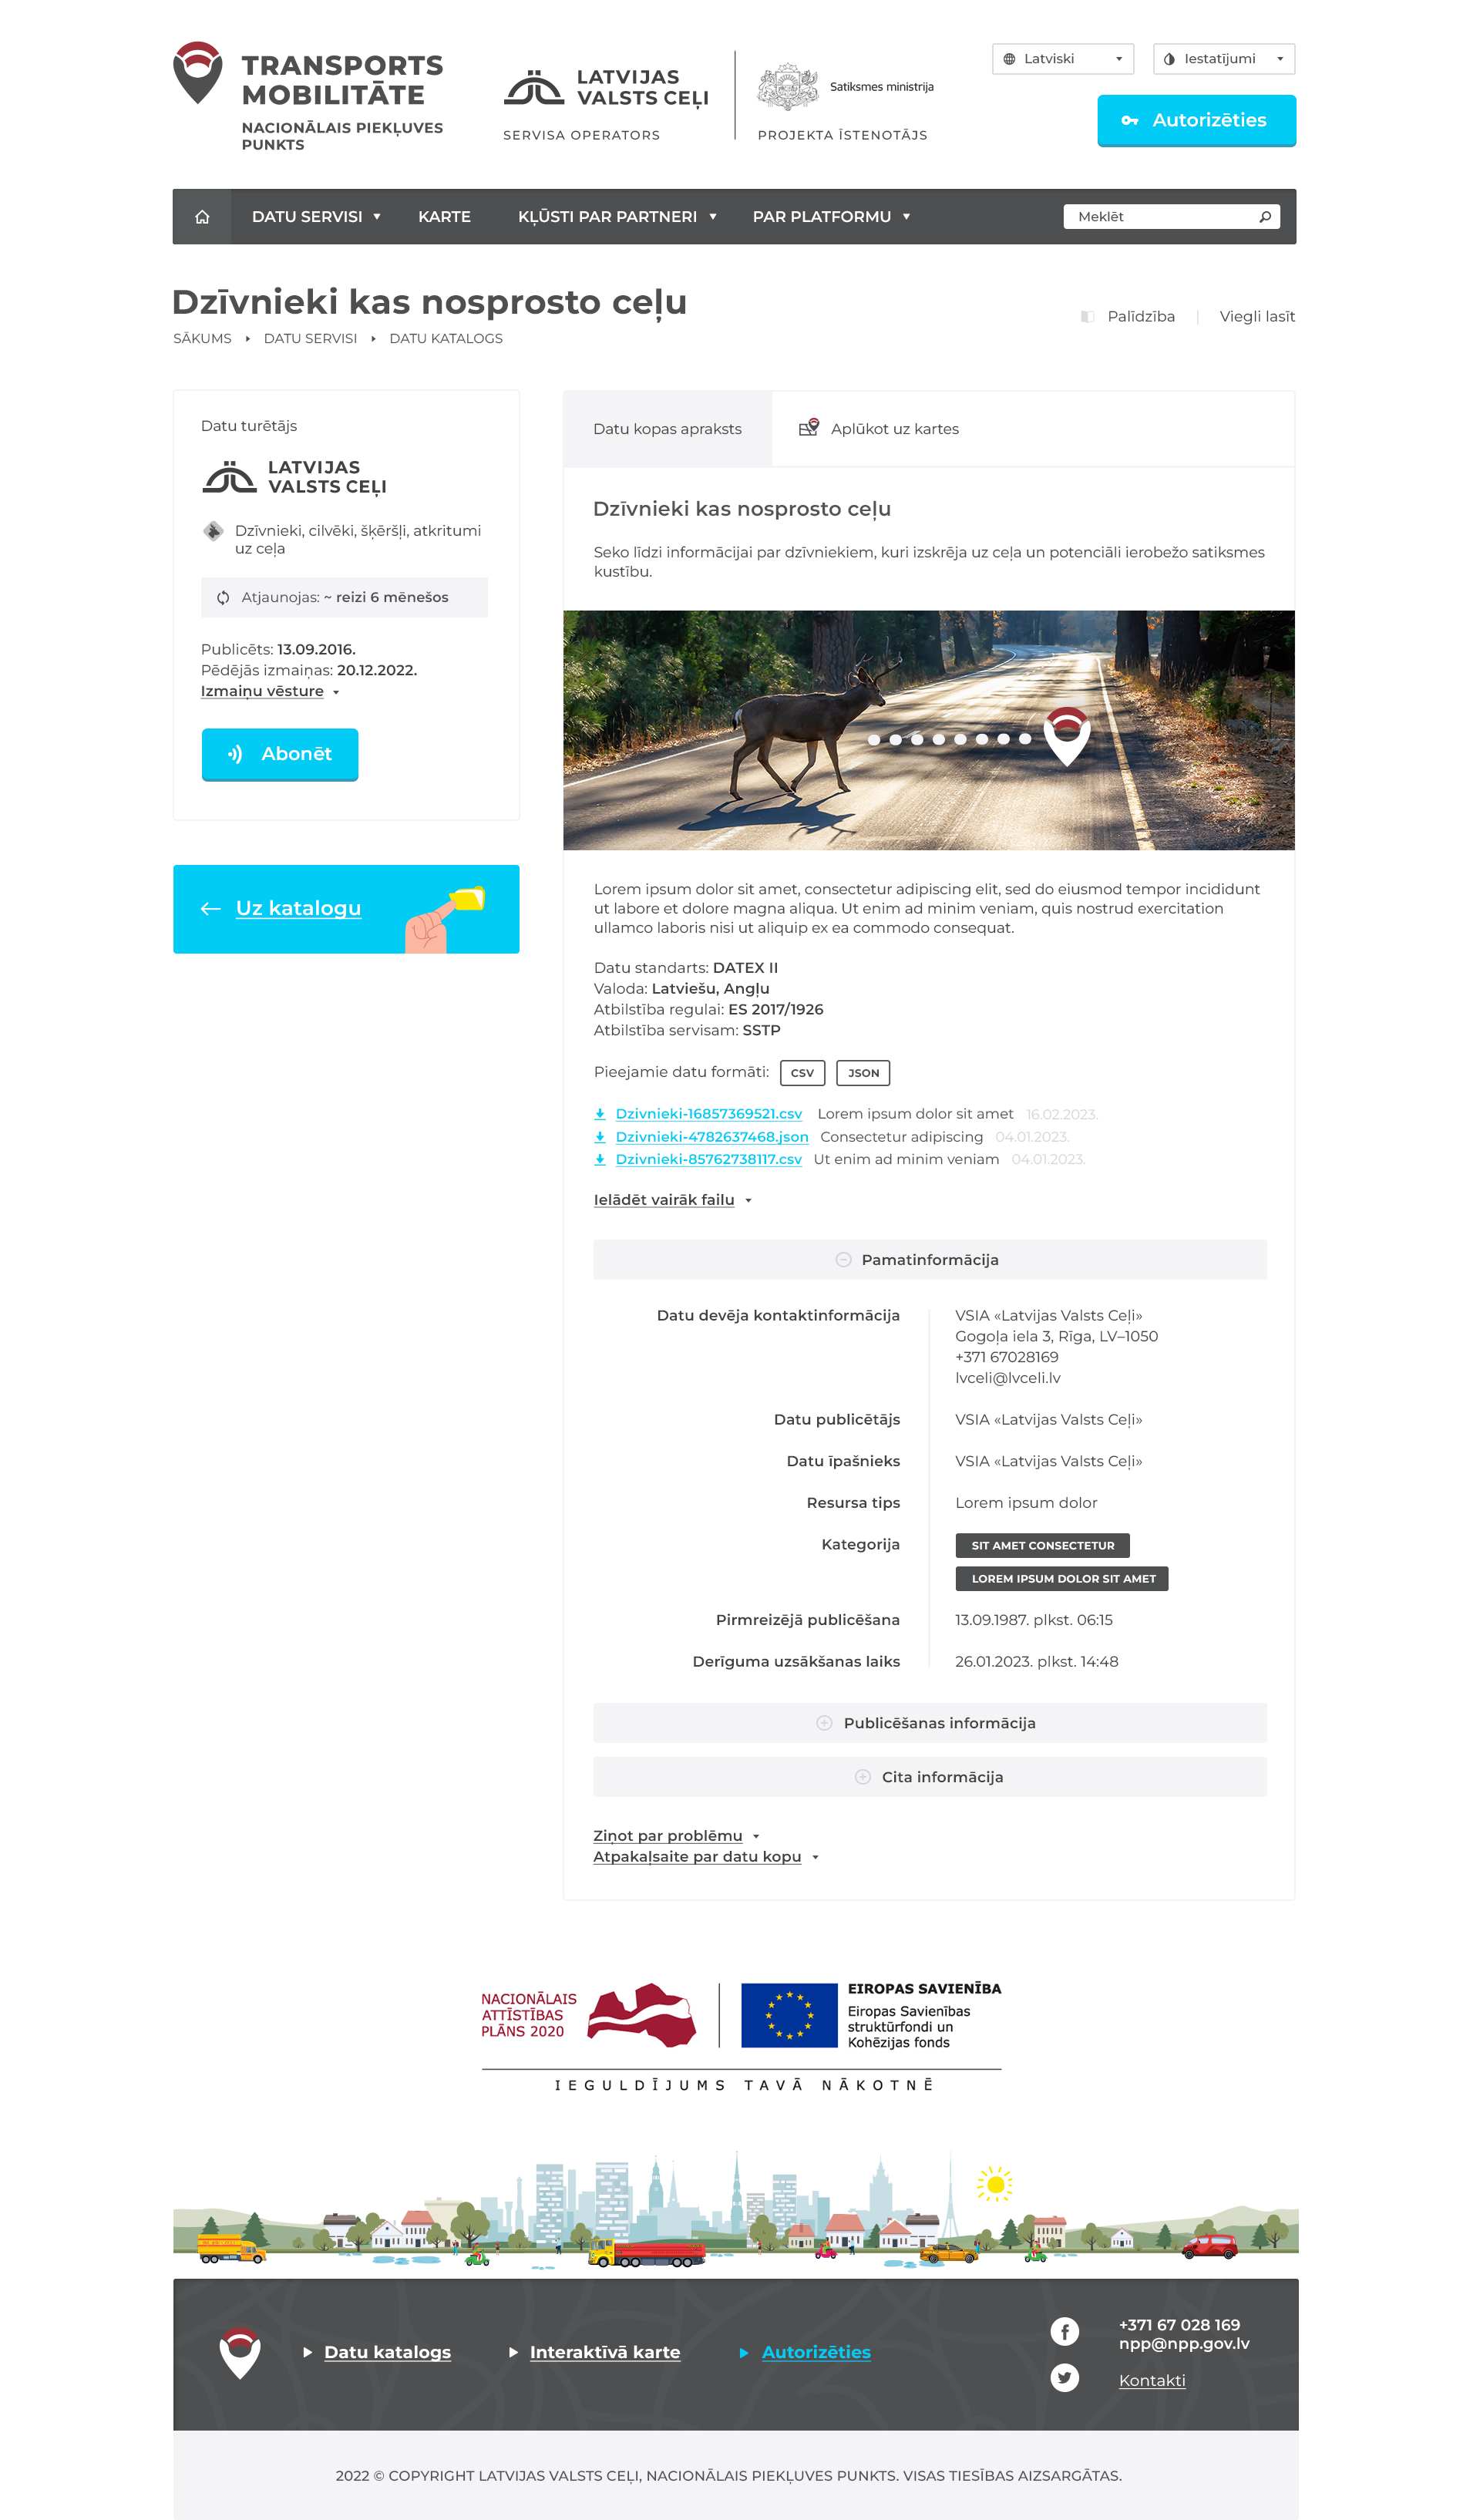 TRANSPORTS
MOBILITĀTE
NACIONĀLAIS PIEKĻUVES
PUNKTS
LATVIJAS
VALSTS CEĻI
SERVISA OPERATORS
Satiksmes ministrija
PROJEKTA ĪSTENOTĀJS
Latviski
Iestatījumi
Autorizēties
DATU SERVISI
KARTE
KĻŪSTI PAR PARTNERI
PAR PLATFORMU
Meklēt
Dzīvnieki kas nosprosto ceļu
SĀKUMS
DATU SERVISI
DATU KATALOGS
Palīdzība
Viegli lasīt
Datu turētājs
LATVIJAS
VALSTS CEĻI
Dzīvnieki, cilvēki, šķēršļi, atkritumi
uz ceļa
Atjaunojas: ~ reizi 6 mēnešos
Publicēts: 13.09.2016.
Pēdējās izmaiņas: 20.12.2022.
Izmaiņu vēsture
Abonēt
Uz katalogu
Datu kopas apraksts
Aplūkot uz kartes
Dzīvnieki kas nosprosto ceļu
Seko līdzi informācijai par dzīvniekiem, kuri izskrēja uz ceļa un potenciāli ierobežo satiksmes
kustību.
Lorem ipsum dolor sit amet, consectetur adipiscing elit, sed do eiusmod tempor incididunt
ut labore et dolore magna aliqua. Ut enim ad minim veniam, quis nostrud exercitation
ullamco laboris nisi ut aliquip ex ea commodo consequat.
Datu standarts: DATEX II
Valoda: Latviešu, Angļu
Atbilstība regulai: ES 2017/1926
Atbilstība servisam: SSTP
Pieejamie datu formāti: CSV JSON
Dzivnieki-16857369521.csv Lorem ipsum dolor sit amet 16.02.2023.
Dzivnieki-4782637468.json Consectetur adipiscing 04.01.2023.
Dzivnieki-85762738117.csv Ut enim ad minim veniam 04.01.2023.
Ielādēt vairāk failu
Pamatinformācija
Datu devēja kontaktinformācija
VSIA «Latvijas Valsts Ceļi»
Gogoļa iela 3, Rīga, LV–1050
+371 67028169
lvceli@lvceli.lv
Datu publicētājs
VSIA «Latvijas Valsts Ceļi»
Datu īpašnieks
VSIA «Latvijas Valsts Ceļi»
Resursa tips
Lorem ipsum dolor
Kategorija
SIT AMET CONSECTETUR
LOREM IPSUM DOLOR SIT AMET
Pirmreizējā publicēšana
13.09.1987. plkst. 06:15
Derīguma uzsākšanas laiks
26.01.2023. plkst. 14:48
Publicēšanas informācija
Cita informācija
Ziņot par problēmu
Atpakaļsaite par datu kopu
NACIONĀLAIS
ATTĪSTĪBAS
PLĀNS 2020
EIROPAS SAVIENĪBA
Eiropas Savienības
struktūrfondi un
Kohēzijas fonds
IEGULDĪJUMS TAVĀ NĀKOTNĒ
Datu katalogs
Interaktīvā karte
Autorizēties
+371 67 028 169
npp@npp.gov.lv
Kontakti
2022 © COPYRIGHT LATVIJAS VALSTS CEĻI, NACIONĀLAIS PIEKĻUVES PUNKTS. VISAS TIESĪBAS AIZSARGĀTAS.